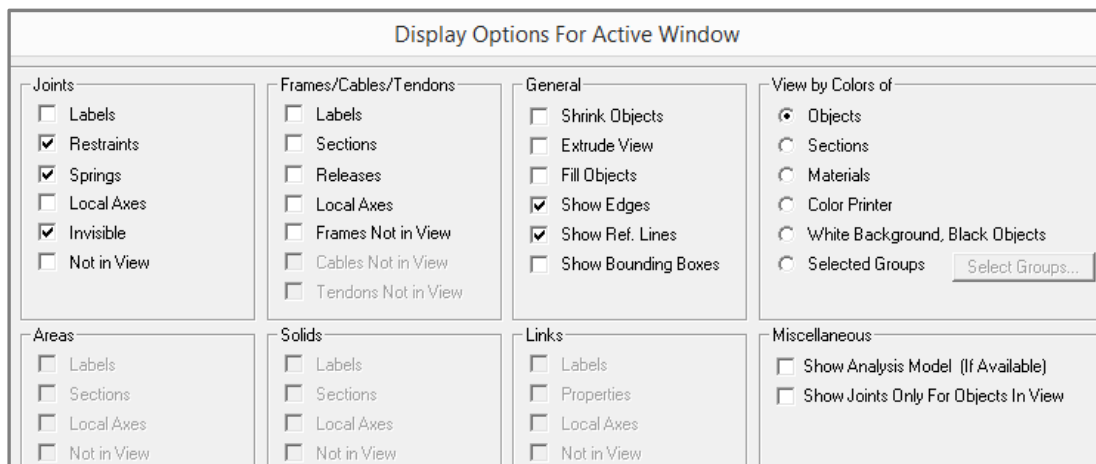 Display Options For Active Window
Joints
Labels
Restraints
Springs
Local Axes
Invisible
Not in View
Frames/Cables/Tendons
Labels
Sections
Releases
Local Axes
Frames Not in View
Cables Not in View
Tendons Not in View
General
Shrink Objects
Extrude View
Fill Objects
Show Edges
Show Ref. Lines
Show Bounding Boxes
View by Colors of
Objects
Sections
Materials
Color Printer
White Background, Black Objects
Selected Groups
Select Groups...
Areas
Labels
Sections
Local Axes
Not in View
Solids
Labels
Sections
Local Axes
Not in View
Links
Labels
Properties
Local Axes
Not in View
Miscellaneous
Show Analysis Model (If Available)
Show Joints Only For Objects In View